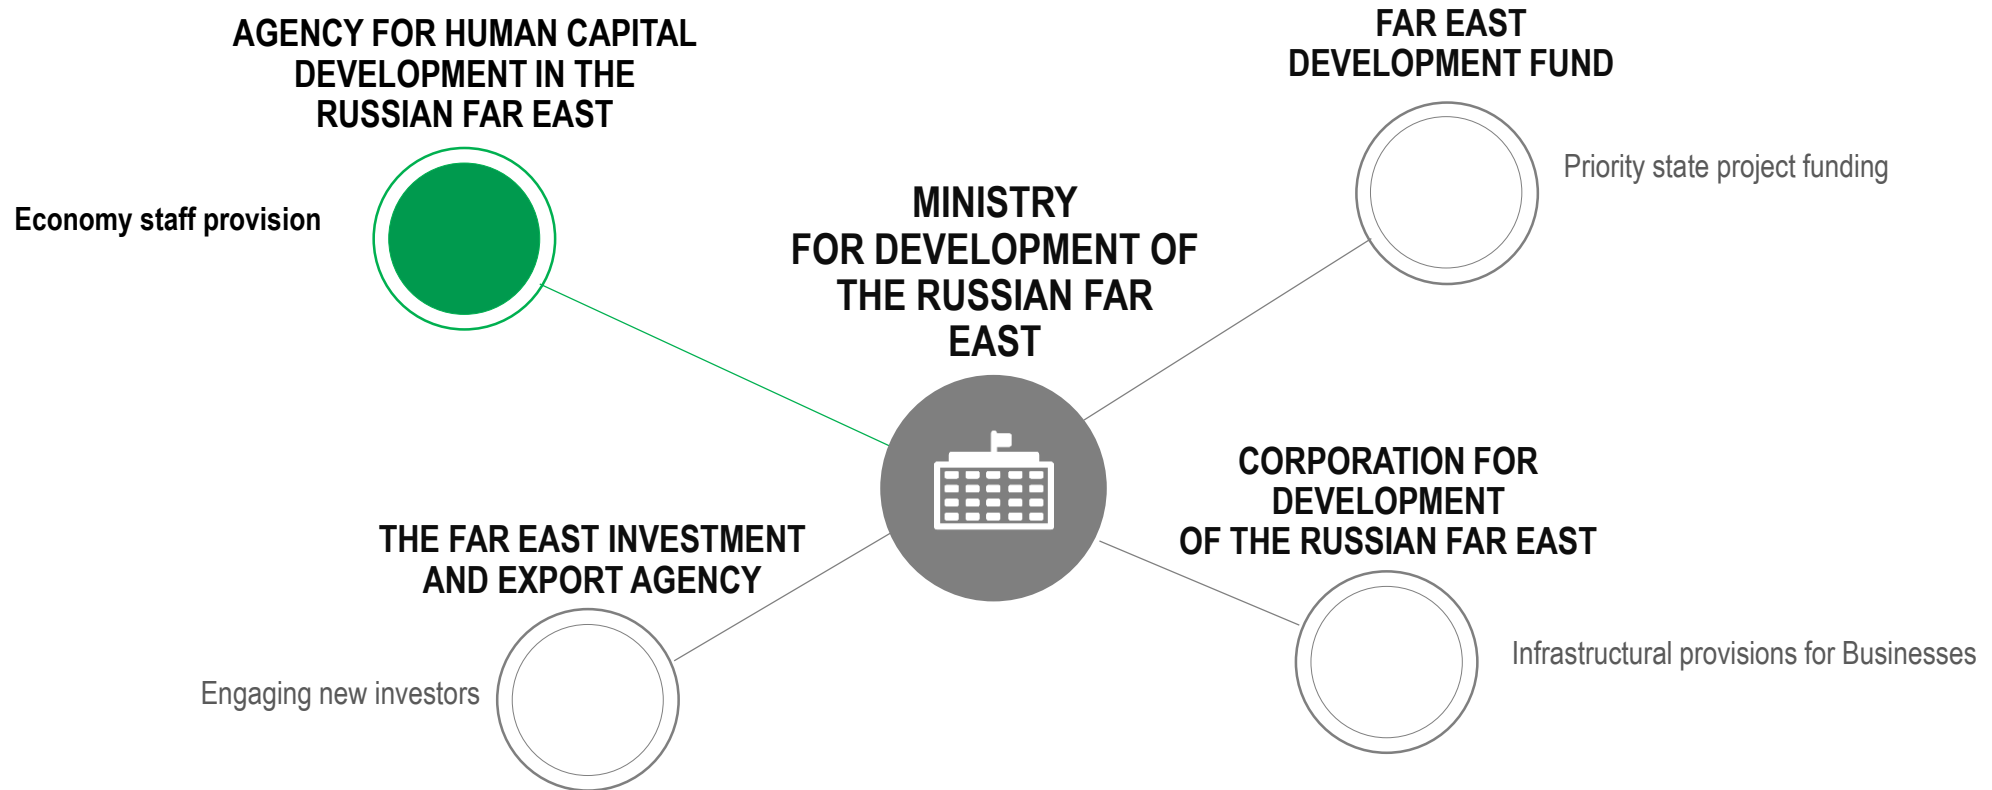 AGENCY FOR HUMAN CAPITAL
DEVELOPMENT IN THE
RUSSIAN FAR EAST
Economy staff provision
FAR EAST
DEVELOPMENT FUND
Priority state project funding
MINISTRY
FOR DEVELOPMENT OF
THE RUSSIAN FAR
EAST
THE FAR EAST INVESTMENT
AND EXPORT AGENCY
Engaging new investors
CORPORATION FOR
DEVELOPMENT
OF THE RUSSIAN FAR EAST
Infrastructural provisions for Businesses